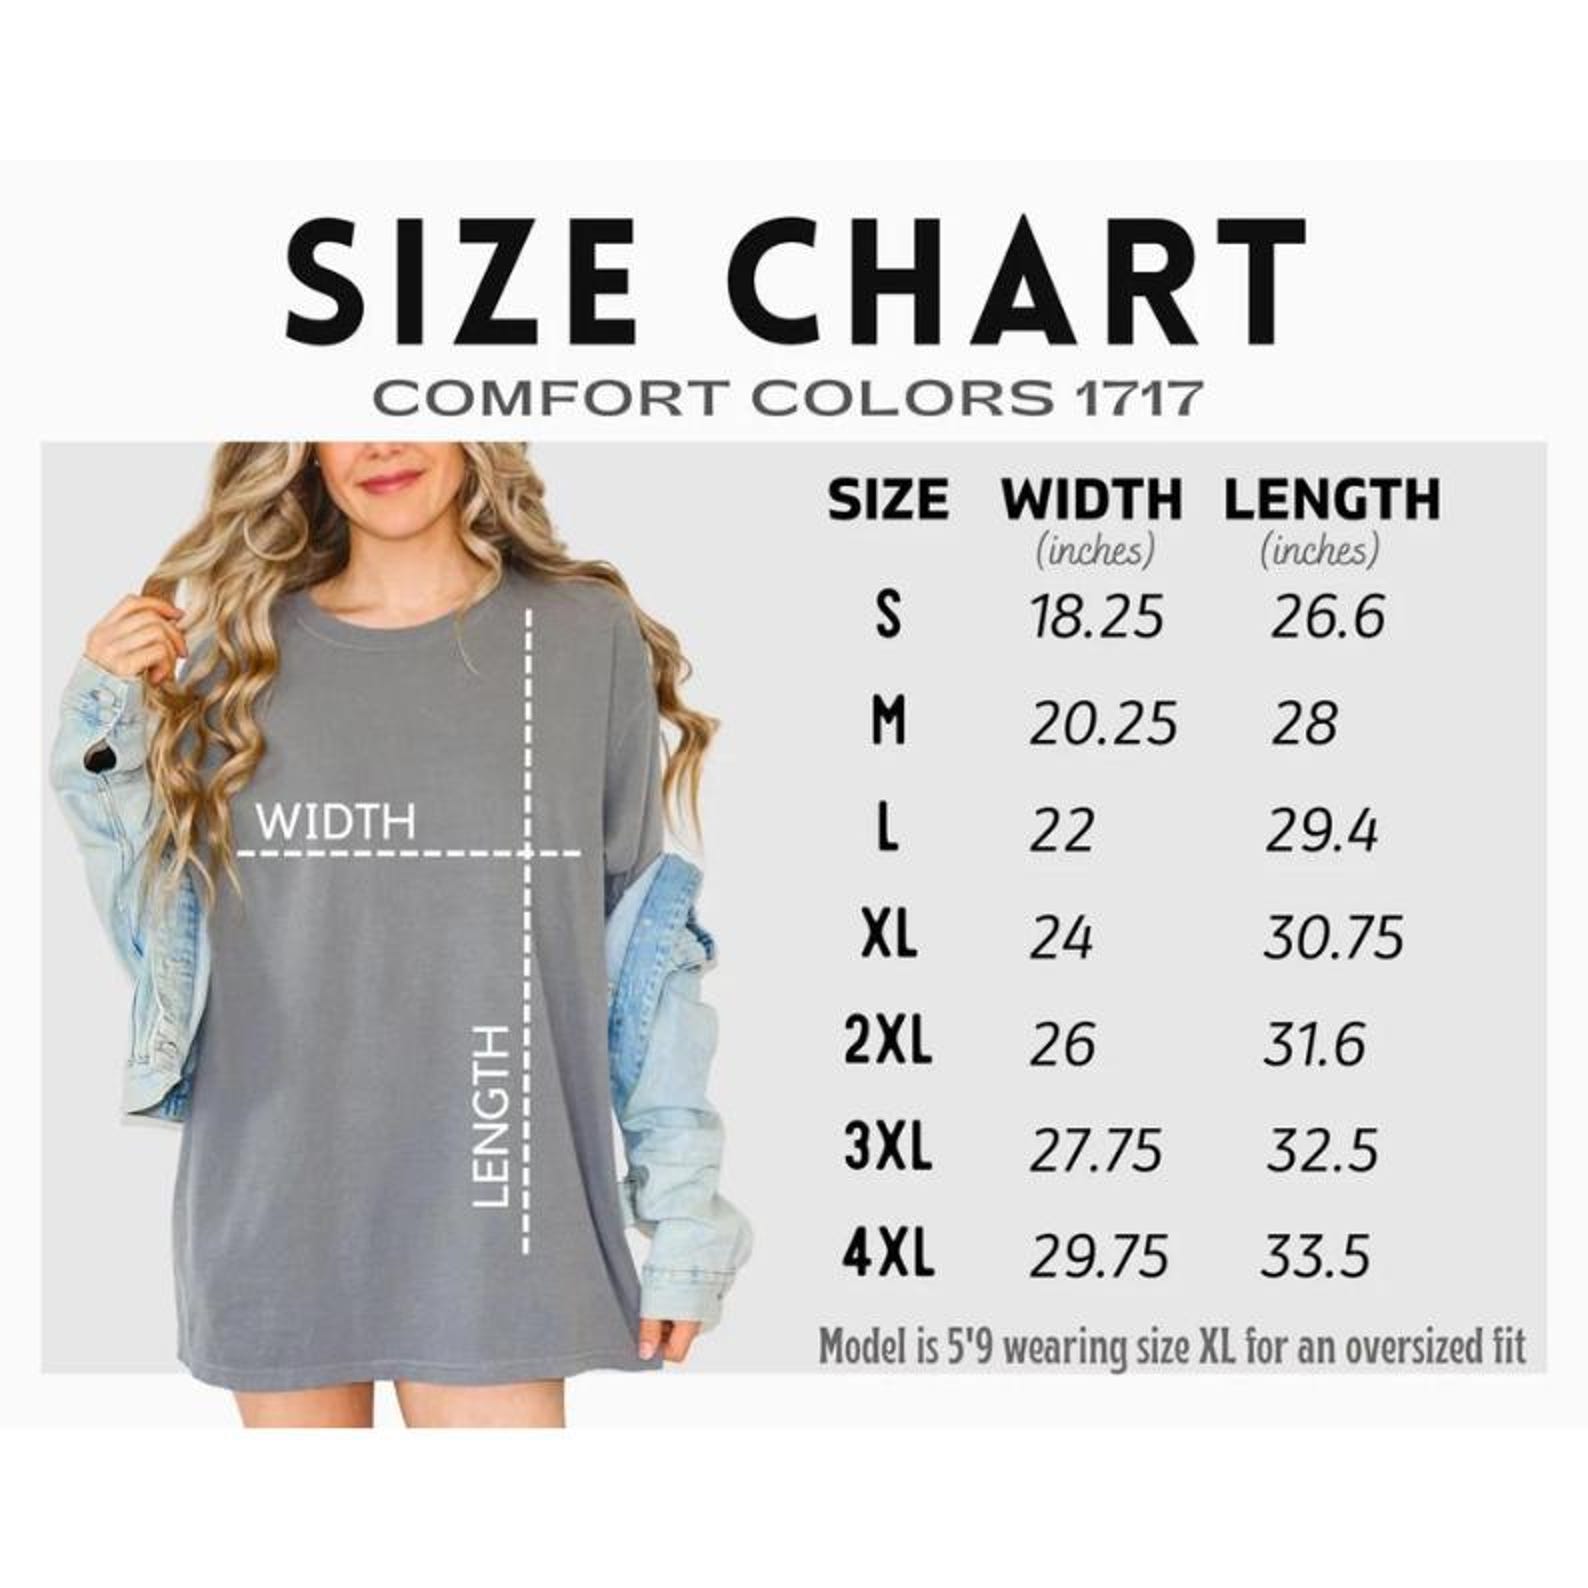 SIZE CHART
COMFORT COLORS 1717
SIZE WIDTH LENGTH
(inches) (inches)
S 18.25 26.6
M 20.25 28
L 22 29.4
XL 24 30.75
2XL 26 31.6
3XL 27.75 32.5
4XL 29.75 33.5
Model is 5'9 wearing size XL for an oversized fit
WIDTH
LENGTH